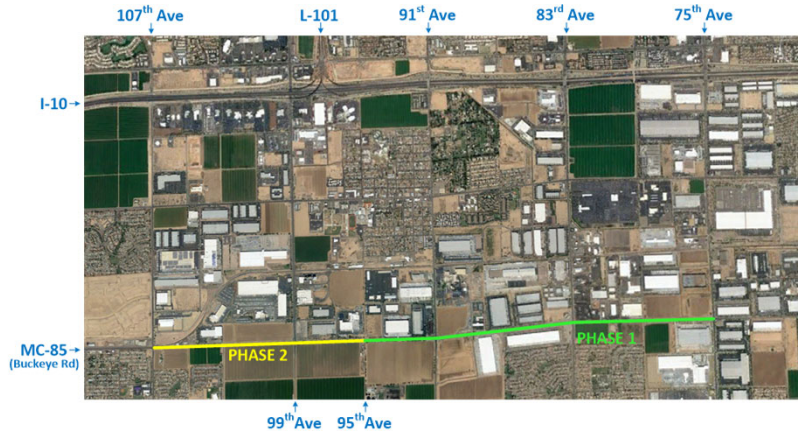 107th Ave
L-101
91st Ave
83rd Ave
75th Ave
I-10
MC-85
(Buckeye Rd)
PHASE 2
PHASE 1
99th Ave
95th Ave